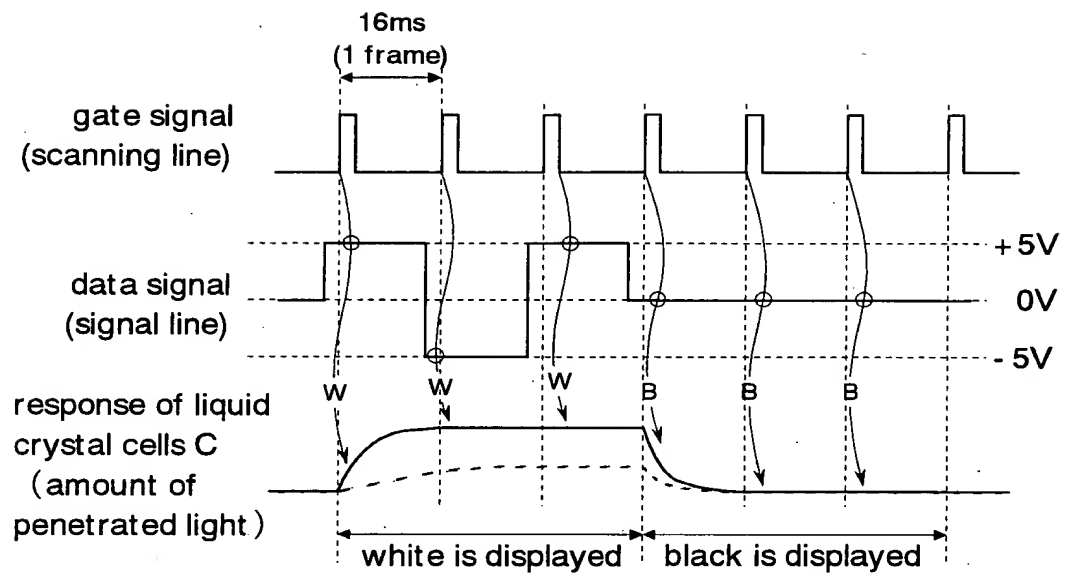 16ms
(1 frame)
gate signal
(scanning line)
+5V
data signal
(signal line)
0V
- 5V
W
W
W
B
B
B
response of liquid
crystal cells C
(amount of
penetrated light)
white is displayed
black is displayed